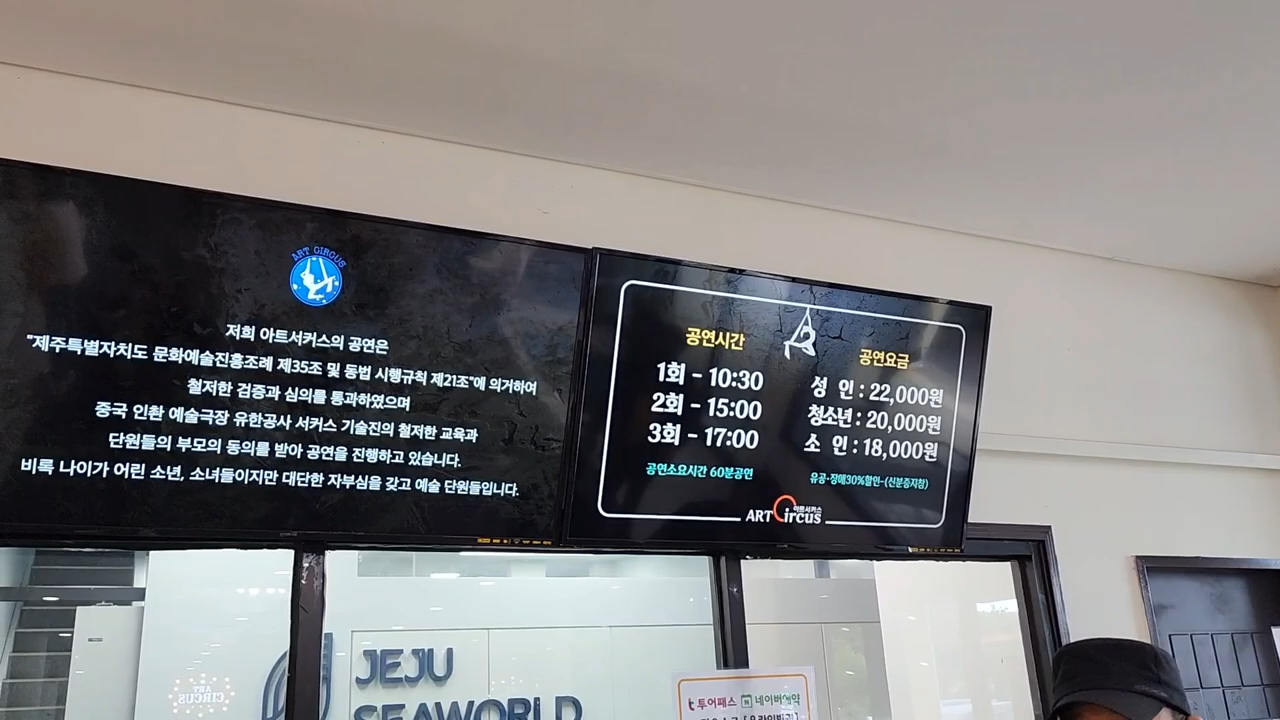 ART CIRCUS
저희 아트서커스의 공연은
"제주특별자치도 문화예술진흥조례 제35조 및 동법 시행규칙 제21조"에 의거하여
철저한 검증과 심의를 통과하였으며
중국 인환 예술극장 유한공사 서커스 기술진의 철저한 교육과
단원들의 부모의 동의를 받아 공연을 진행하고 있습니다.
비록 나이가 어린 소년, 소녀들이지만 대단한 자부심을 갖고 예술 단원들입니다.
공연시간
1회 - 10:30
2회 - 15:00
3회 - 17:00
공연소요시간 60분공연
공연요금
성 인 : 22,000원
청소년 : 20,000원
소 인 : 18,000원
유공·장애30%할인-(신분증지참)
아트서커스
ART Circus
JEJU
SEAWORLD
ART
CIRCUS
t 투어패스 N 네이버예약